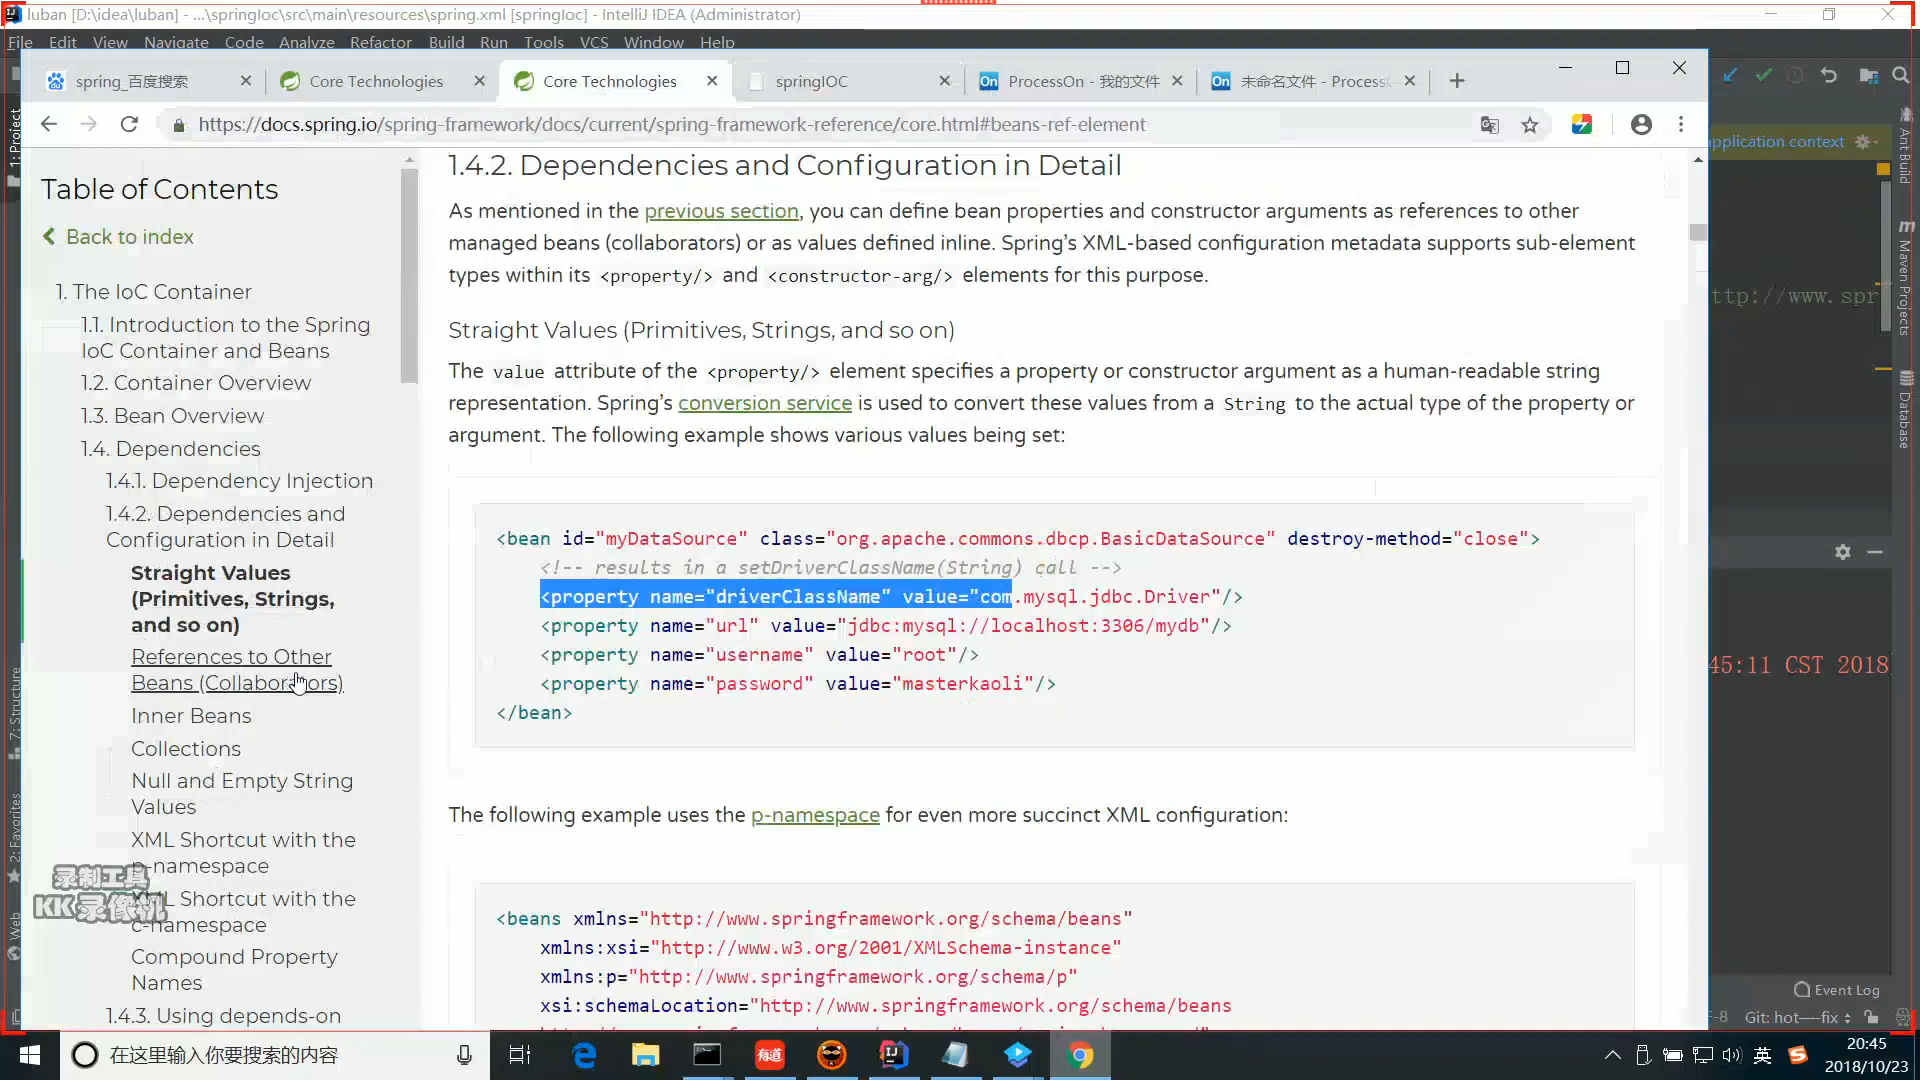 luban [D:\idea\luban] - ...\springIoc\src\main\resources\spring.xml [springIoc] - IntelliJ IDEA (Administrator)
File Edit View Navigate Code Analyze Refactor Build Run Tools VCS Window Help
spring_百度搜索
Core Technologies
Core Technologies
springIOC
ProcessOn - 我的文件
未命名文件 - Process
https://docs.spring.io/spring-framework/docs/current/spring-framework-reference/core.html#beans-ref-element
Table of Contents
Back to index
1. The IoC Container
1.1. Introduction to the Spring
IoC Container and Beans
1.2. Container Overview
1.3. Bean Overview
1.4. Dependencies
1.4.1. Dependency Injection
1.4.2. Dependencies and
Configuration in Detail
Straight Values
(Primitives, Strings,
and so on)
References to Other
Beans (Collaborators)
Inner Beans
Collections
Null and Empty String
Values
XML Shortcut with the
p-namespace
XML Shortcut with the
c-namespace
Compound Property
Names
1.4.3. Using depends-on
1.4.2. Dependencies and Configuration in Detail
As mentioned in the previous section, you can define bean properties and constructor arguments as references to other
managed beans (collaborators) or as values defined inline. Spring’s XML-based configuration metadata supports sub-element
types within its <property/> and <constructor-arg/> elements for this purpose.
Straight Values (Primitives, Strings, and so on)
The value attribute of the <property/> element specifies a property or constructor argument as a human-readable string
representation. Spring’s conversion service is used to convert these values from a String to the actual type of the property or
argument. The following example shows various values being set:
<bean id="myDataSource" class="org.apache.commons.dbcp.BasicDataSource" destroy-method="close">
<!-- results in a setDriverClassName(String) call -->
<property name="driverClassName" value="com.mysql.jdbc.Driver"/>
<property name="url" value="jdbc:mysql://localhost:3306/mydb"/>
<property name="username" value="root"/>
<property name="password" value="masterkaoli"/>
</bean>
The following example uses the p-namespace for even more succinct XML configuration:
<beans xmlns="http://www.springframework.org/schema/beans"
xmlns:xsi="http://www.w3.org/2001/XMLSchema-instance"
xmlns:p="http://www.springframework.org/schema/p"
xsi:schemaLocation="http://www.springframework.org/schema/beans
1: Project
7: Structure
2: Favorites
Web
录制工具
KK录像机
pplication context
ttp://www.spr
45:11 CST 2018
Ant Build
Maven Projects
Database
Event Log
F-8 Git: hot—-fix
在这里输入你要搜索的内容
有道
英
20:45
2018/10/23